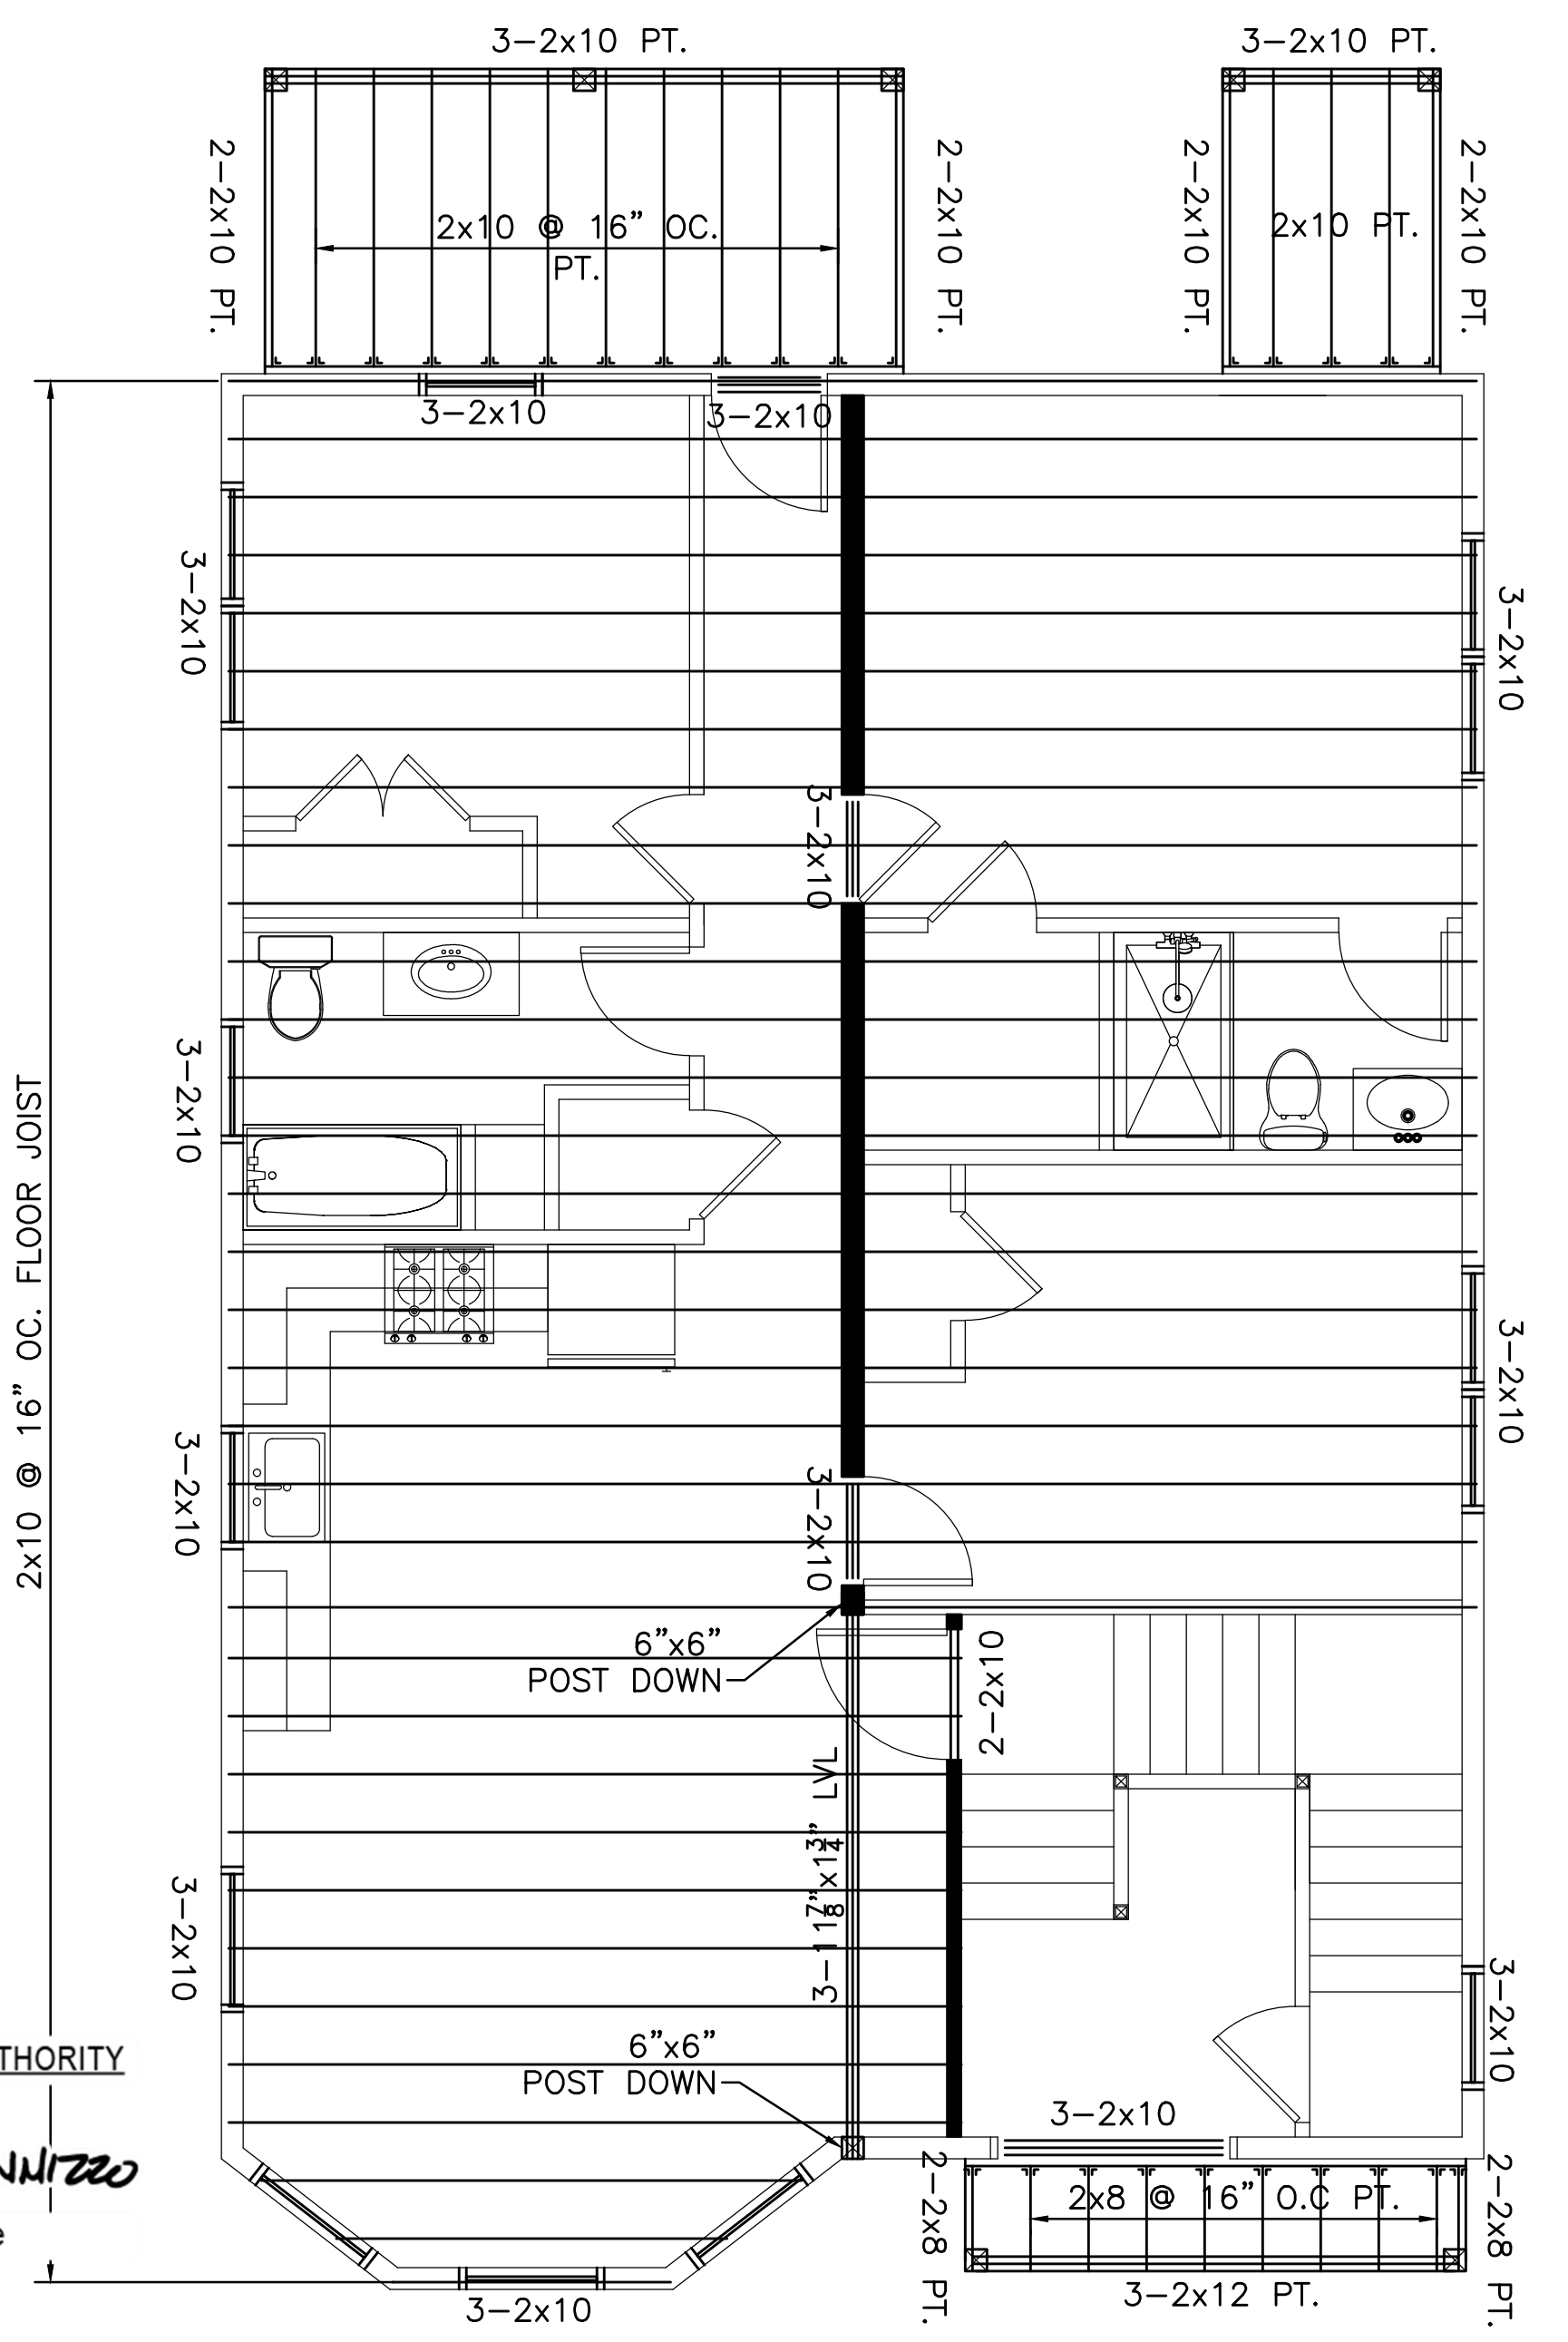 3-2x10 PT.
3-2x10 PT.
2-2x10 PT.
2-2x10 PT.
2-2x10 PT.
2-2x10 PT.
2x10 @ 16” OC.
PT.
2x10 PT.
3-2x10
3-2x10
3-2x10
3-2x10
3-2x10
3-2x10
2x10 @ 16” OC. FLOOR JOIST
3-2x10
3-2x10
3-2x10
6”x6”
POST DOWN
2-2x10
3-11⅞”x1¾” LVL
3-2x10
3-2x10
THORITY
6”x6”
POST DOWN
3-2x10
2-2x8 PT.
2x8 @ 16” O.C PT.
2-2x8 PT.
3-2x12 PT.
3-2x10
e